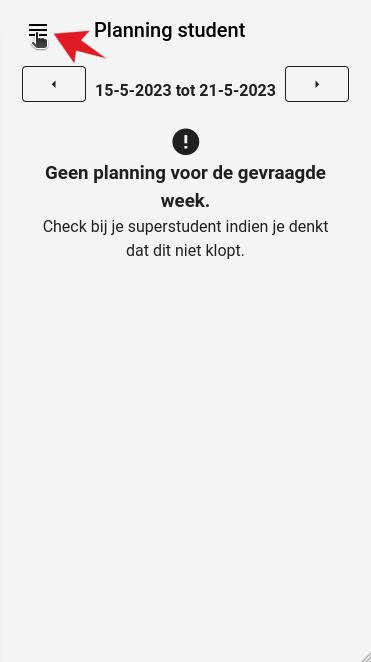 Planning student
15-5-2023 tot 21-5-2023
Geen planning voor de gevraagde
week.
Check bij je superstudent indien je denkt
dat dit niet klopt.